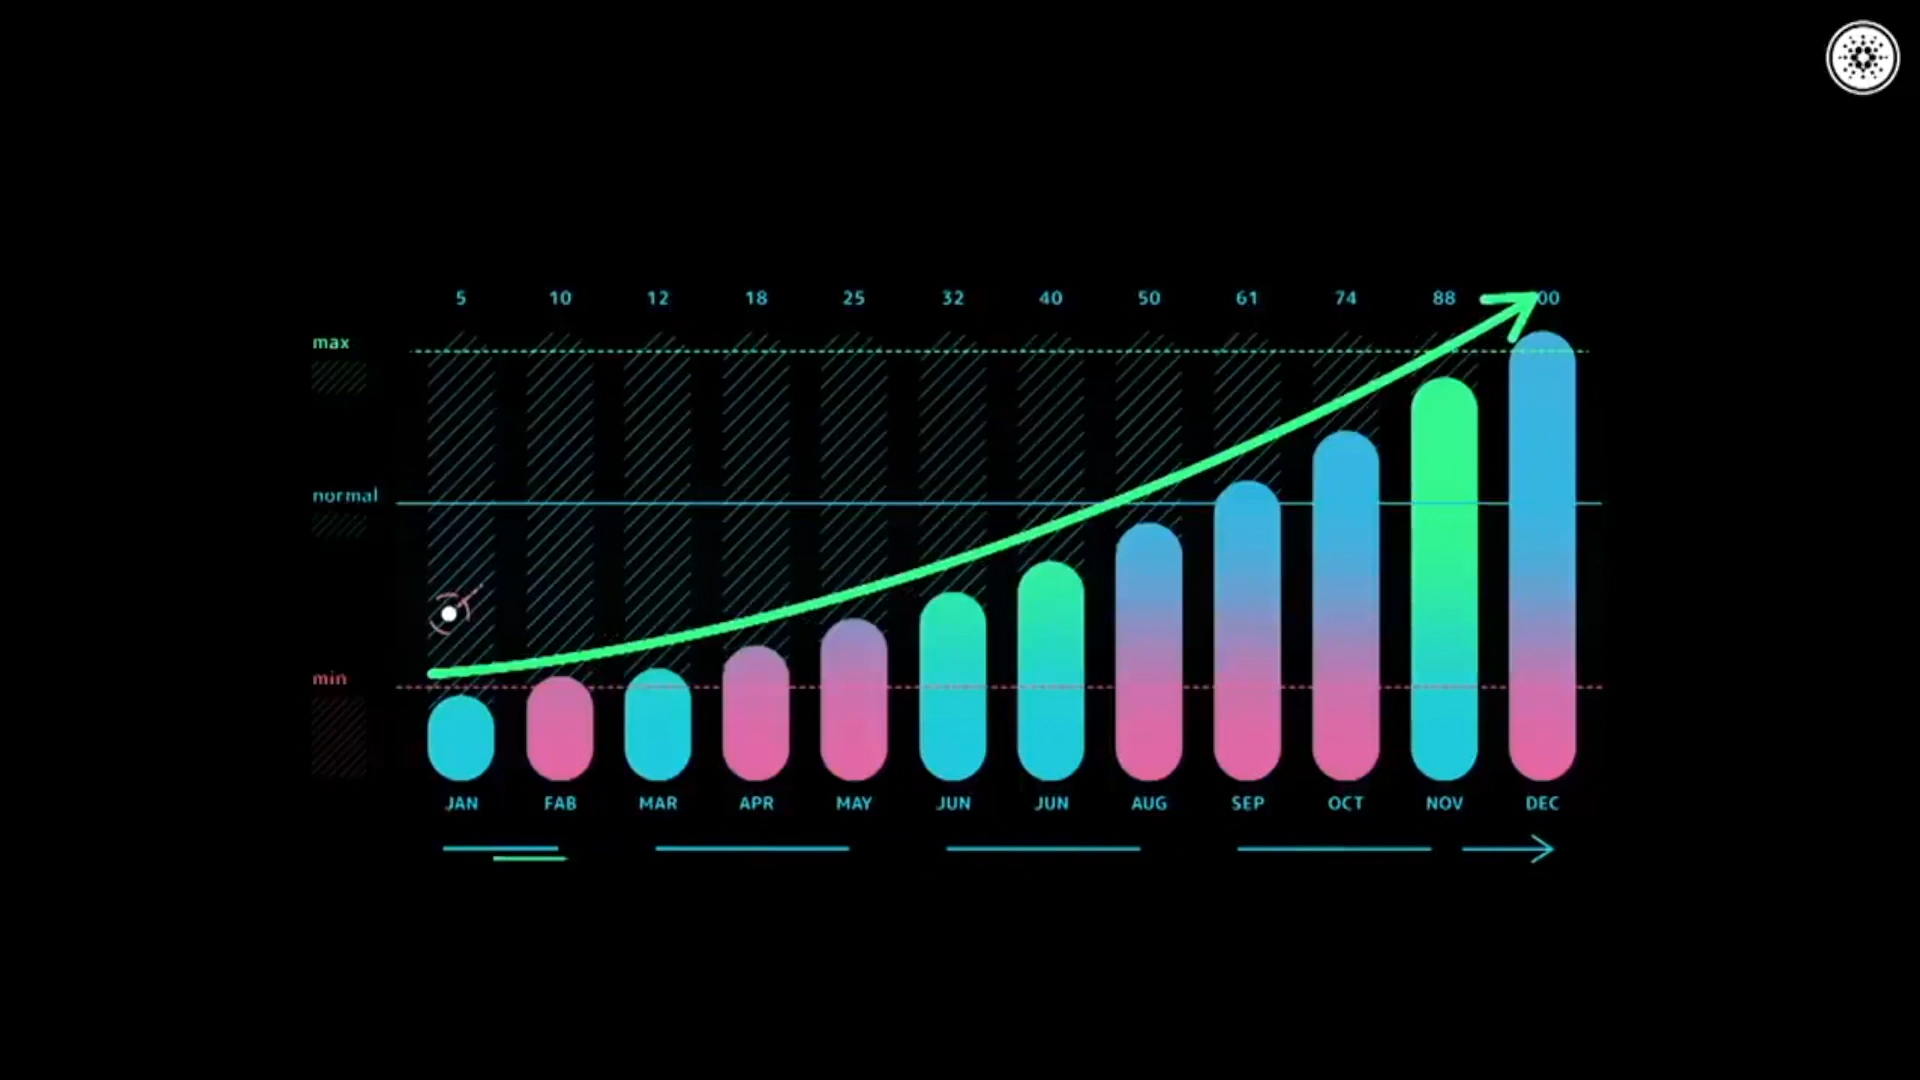 5 10 12 18 25 32 40 50 61 74 88 00
max
normal
min
JAN FAB MAR APR MAY JUN JUN AUG SEP OCT NOV DEC